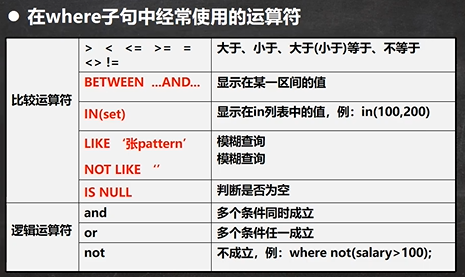 ● 在where子句中经常使用的运算符
比较运算符
> < <= >= =
<> !=
大于、小于、大于(小于)等于、不等于
BETWEEN ...AND...
显示在某一区间的值
IN(set)
显示在in列表中的值，例：in(100,200)
LIKE ‘张pattern’
NOT LIKE ‘’
模糊查询
模糊查询
IS NULL
判断是否为空
逻辑运算符
and
多个条件同时成立
or
多个条件任一成立
not
不成立，例：where not(salary>100);